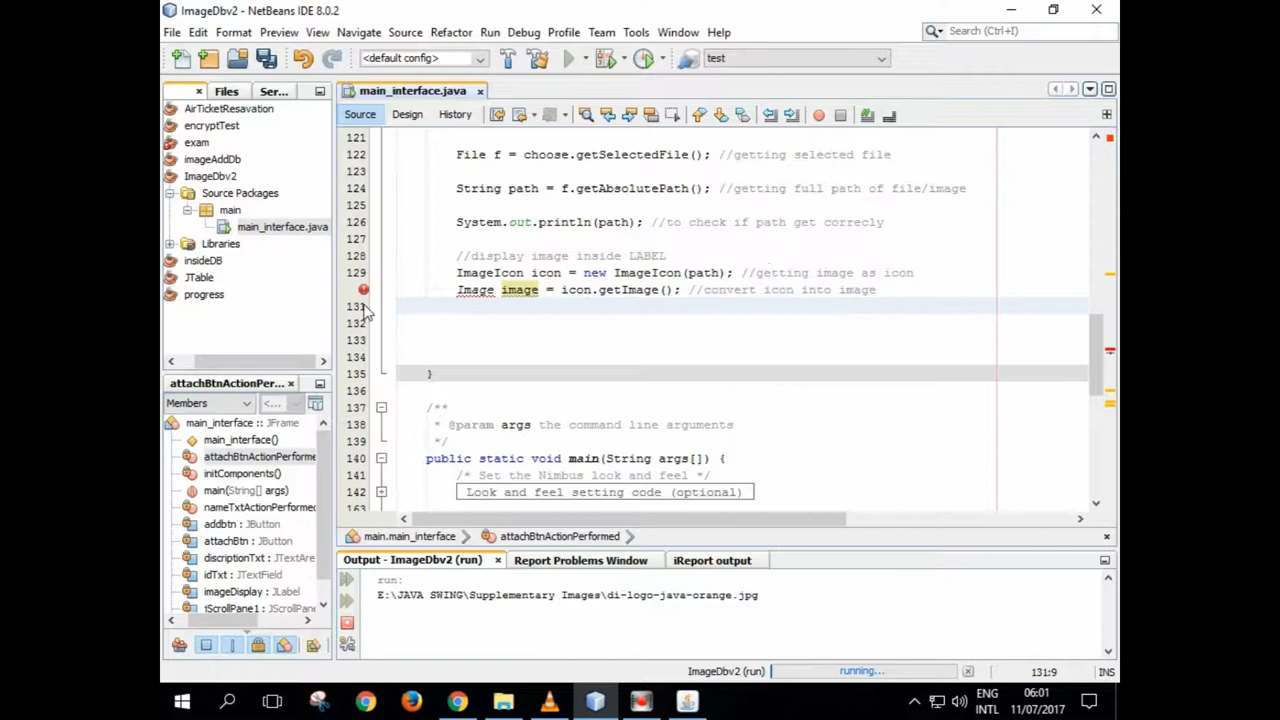 ImageDbv2 - NetBeans IDE 8.0.2
File Edit Format Preview View Navigate Source Refactor Run Debug Profile Team Tools Window Help
Search (Ctrl+I)
<default config>
test
Files
Ser...
main_interface.java
Source Design History
AirTicketResavation
encryptTest
exam
imageAddDb
ImageDbv2
Source Packages
main
main_interface.java
Libraries
insideDB
JTable
progress
121
122 File f = choose.getSelectedFile(); //getting selected file
123
124 String path = f.getAbsolutePath(); //getting full path of file/image
125
126 System.out.println(path); //to check if path get correcly
127
128 //display image inside LABEL
129 ImageIcon icon = new ImageIcon(path); //getting image as icon
Image image = icon.getImage(); //convert icon into image
131
132
133
134
135 }
136
137 /**
138 * @param args the command line arguments
139 */
140 public static void main(String args[]) {
141 /* Set the Nimbus look and feel */
142 Look and feel setting code (optional)
163
main.main_interface
attachBtnActionPerformed
attachBtnActionPer...
Members
<...
main_interface :: JFrame
main_interface()
attachBtnActionPerforme
initComponents()
main(String[] args)
nameTxtActionPerformed
addbtn : JButton
attachBtn : JButton
discriptionTxt : JTextArea
idTxt : JTextField
imageDisplay : JLabel
jScrollPane1 : JScrollPane
Output - ImageDbv2 (run)
Report Problems Window
iReport output
run:
E:\JAVA SWING\Supplementary Images\di-logo-java-orange.jpg
ImageDbv2 (run)
running...
131:9
INS
ENG
INTL
06:01
11/07/2017